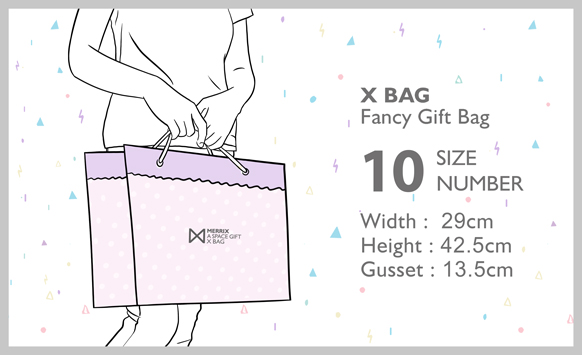 X BAG
Fancy Gift Bag
10 SIZE
NUMBER
Width : 29cm
Height : 42.5cm
Gusset : 13.5cm
MERRIX
A SPACE GIFT
X BAG